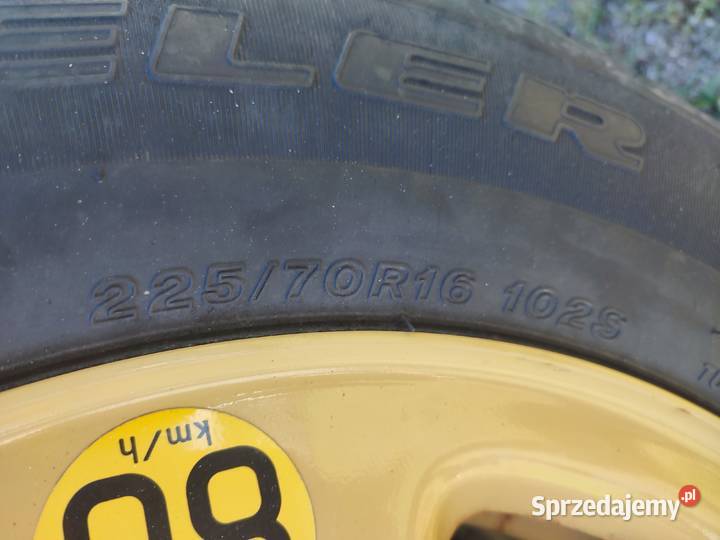 ELER
225/70R16 102S
km/h
80
Sprzedajemy.pl